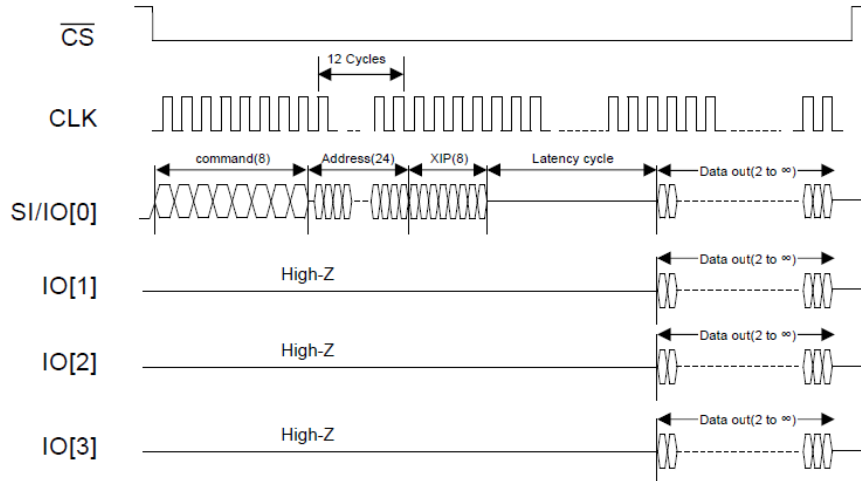 CS
12 Cycles
CLK
command(8) Address(24) XIP(8) Latency cycle Data out(2 to ∞)
SI/IO[0]
Data out(2 to ∞)
High-Z
IO[1]
Data out(2 to ∞)
High-Z
IO[2]
Data out(2 to ∞)
High-Z
IO[3]